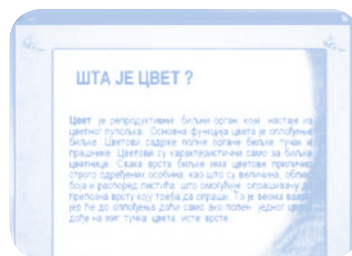 ШТА ЈЕ ЦВЕТ ?
Цвет је репродуктивни биљни орган који настаје из
цветног пупољка. Основна функција цвета је оплођење
биљке. Цветови садрже полне органе биљке тучак и
прашнике. Цветови су карактеристични само за биљке
цветнице. Свака врста биљке има цветове прилично
строго одређених особина, као што су величина, облик,
боја и распоред листића, што омогућује опрашивачу да
препозна врсту коју треба да опраши. То је веома важно
јер ће до оплођења доћи само ако полен једног цвета
дође на жиг тучка цвета исте врсте.